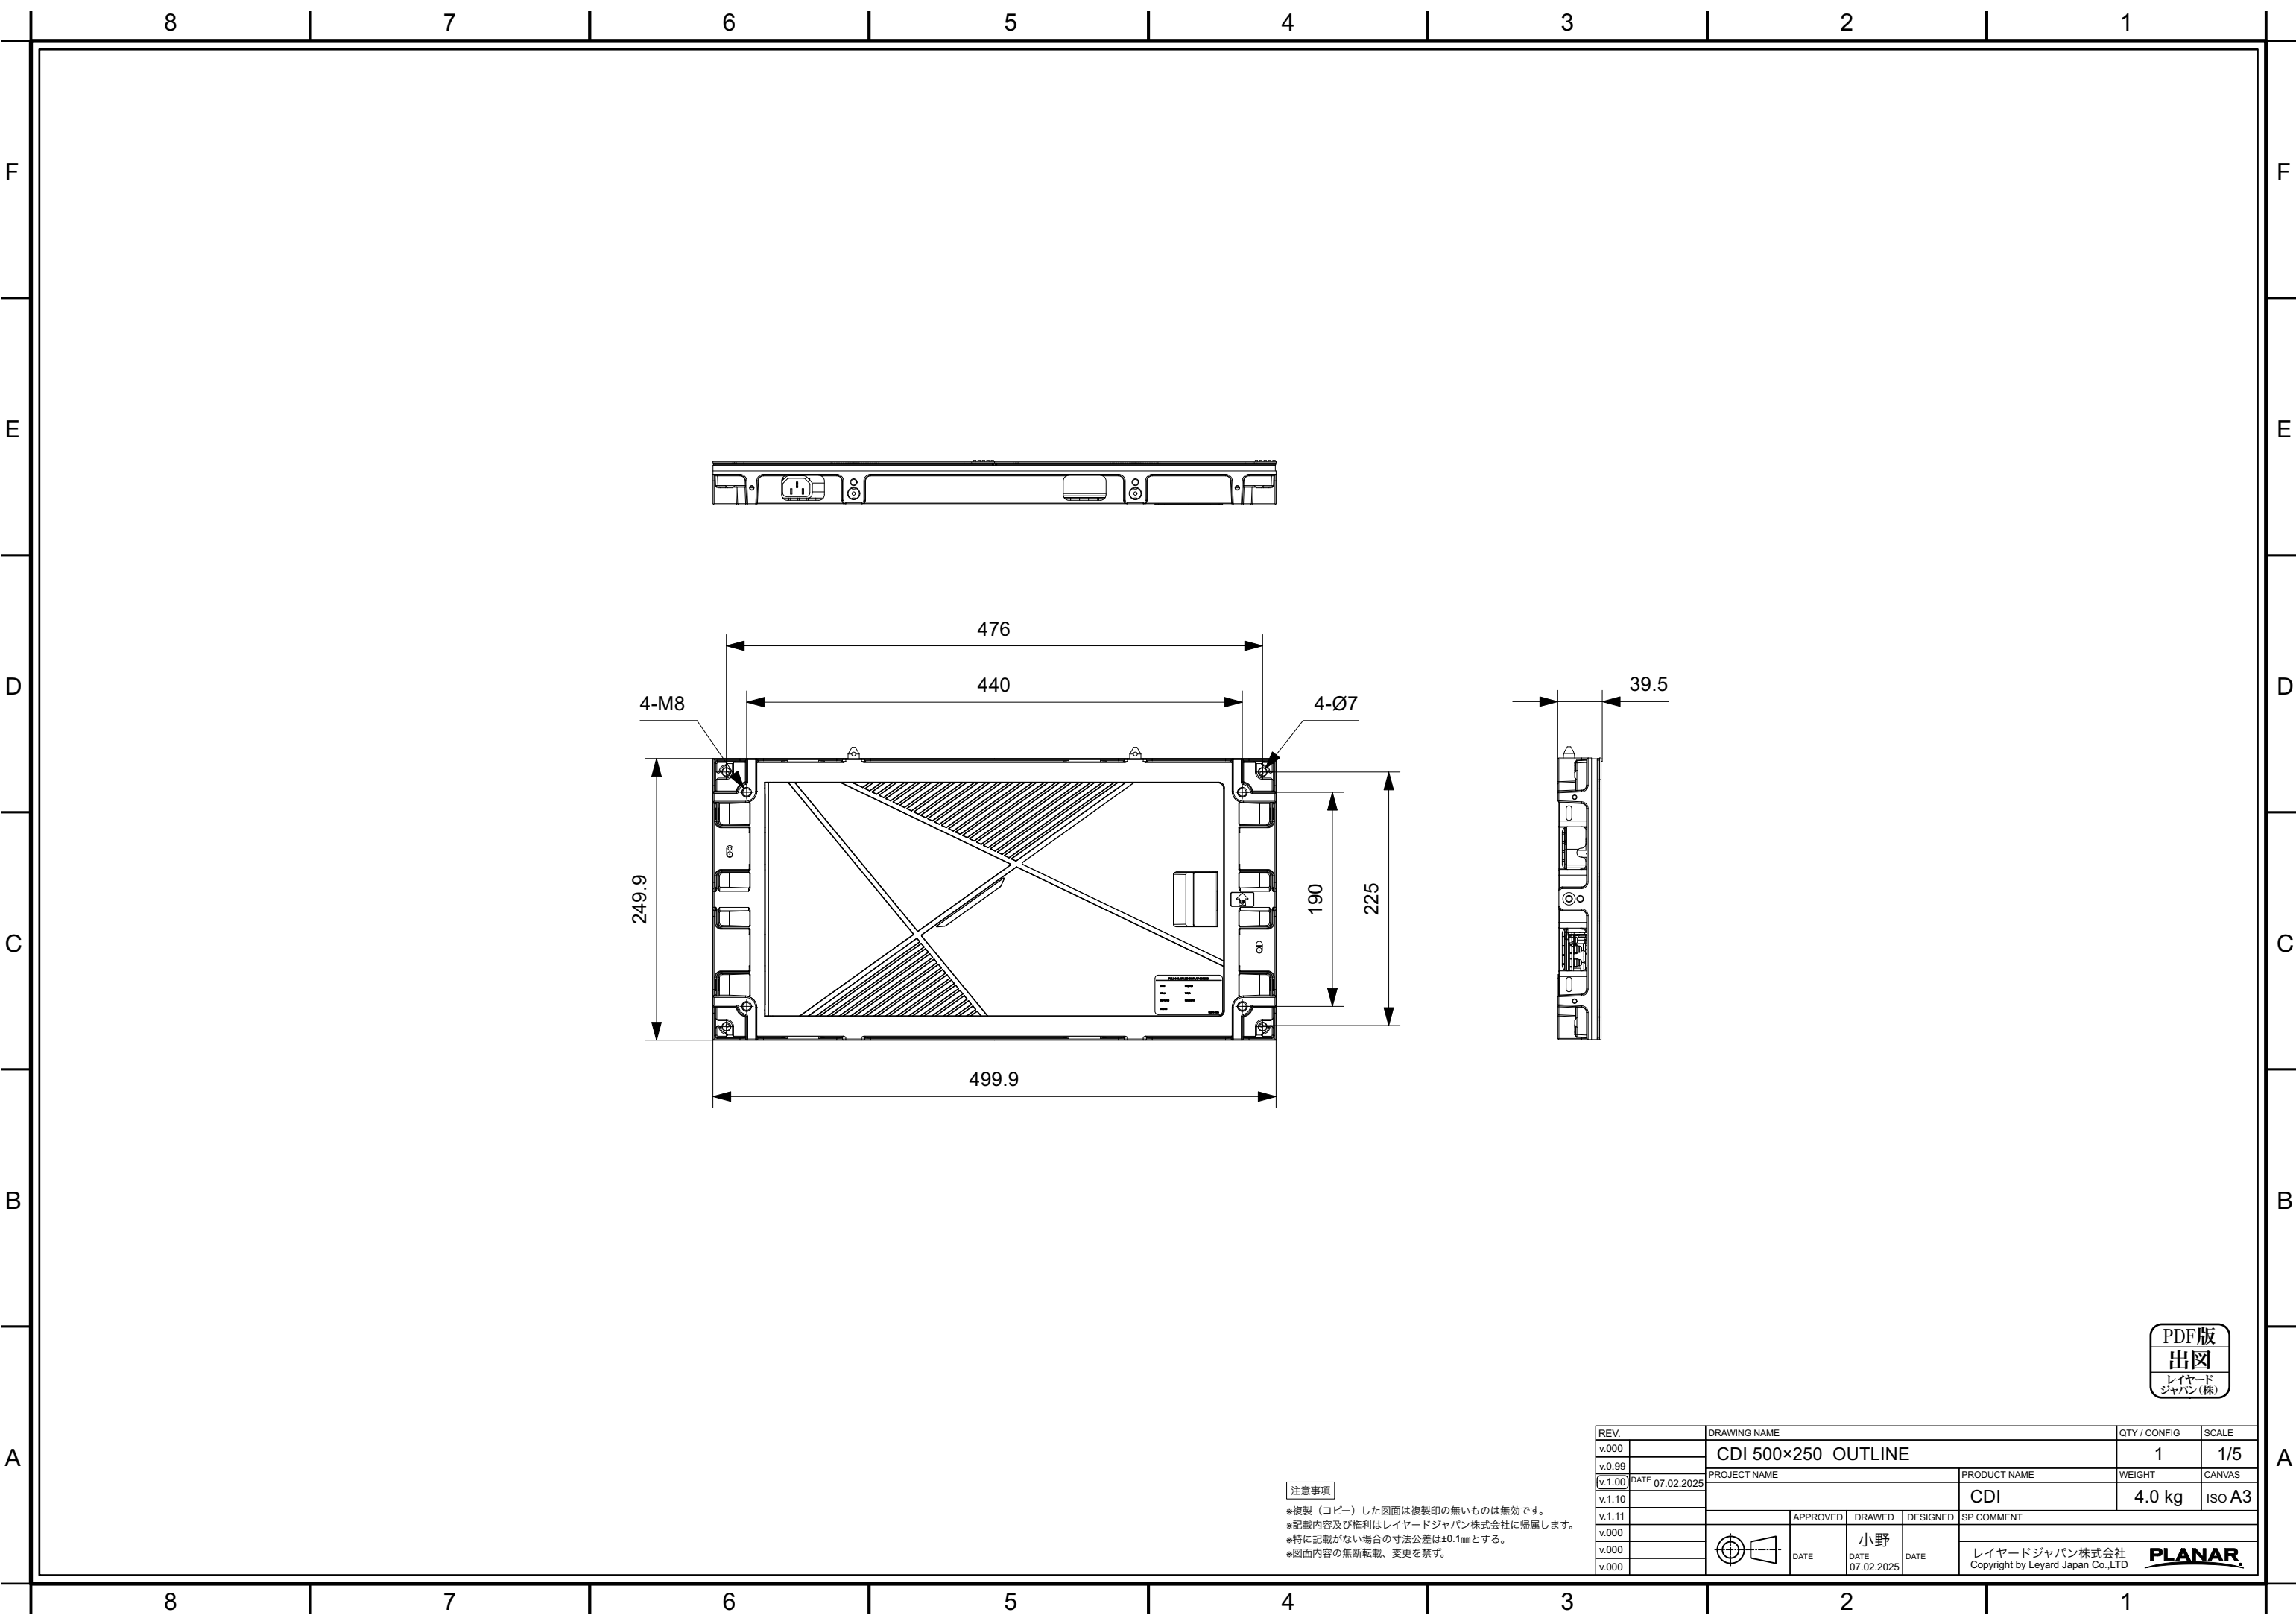 8 7 6 5 4 3 2 1
F F
E E
D D
C C
B B
A A
476
440
4-M8
4-Ø7
39.5
249.9
190
225
499.9
PDF版
出図
レイヤード
ジャパン(株)
注意事項
※複製（コピー）した図面は複製印の無いものは無効です。
※記載内容及び権利はレイヤードジャパン株式会社に帰属します。
※特に記載がない場合の寸法公差は±0.1㎜とする。
※図面内容の無断転載、変更を禁ず。
REV.
v.000
v.0.99
v.1.00 DATE 07.02.2025
v.1.10
v.1.11
v.000
v.000
v.000
DRAWING NAME
CDI 500×250 OUTLINE
QTY / CONFIG
1
SCALE
1/5
PROJECT NAME
PRODUCT NAME
CDI
WEIGHT
4.0 kg
CANVAS
ISO A3
APPROVED DRAWN DESIGNED SP COMMENT
小野
DATE DATE DATE
07.02.2025
レイヤードジャパン株式会社
Copyright by Leyard Japan Co.,LTD
PLANAR
8 7 6 5 4 3 2 1